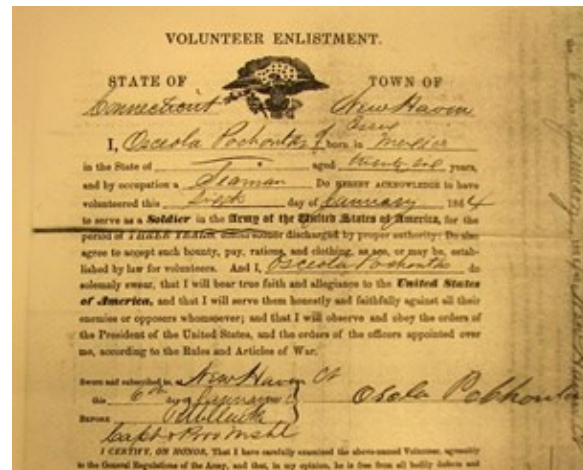 VOLUNTEER ENLISTMENT.
STATE OF TOWN OF
Connecticut New Haven
I, Osceola Pochontas born in Mexico
in the State of aged twenty one years,
and by occupation a Seaman Do HEREBY ACKNOWLEDGE to have
volunteered this Sixth day of January 1864
to serve as a Soldier in the Army of the United States of America, for the
period of THREE YEARS, unless sooner discharged by proper authority: Do also
agree to accept such bounty, pay, rations, and clothing, as are, or may be, estab-
lished by law for volunteers. And I, Osceola Pochontas do
solemnly swear, that I will bear true faith and allegiance to the United States
of America, and that I will serve them honestly and faithfully against all their
enemies or opposers whomsoever; and that I will observe and obey the orders of
the President of the United States, and the orders of the officers appointed over
me, according to the Rules and Articles of War.
Sworn and subscribed to, at New Haven Ct
this 6th day of January
Osola Pochontas
BEFORE
Capt & Pro Mshl
I CERTIFY, ON HONOR, That I have carefully examined the above-named Volunteer, agreeably
to the General Regulations of the Army, and that, in my opinion, he is free from all bodily defects and